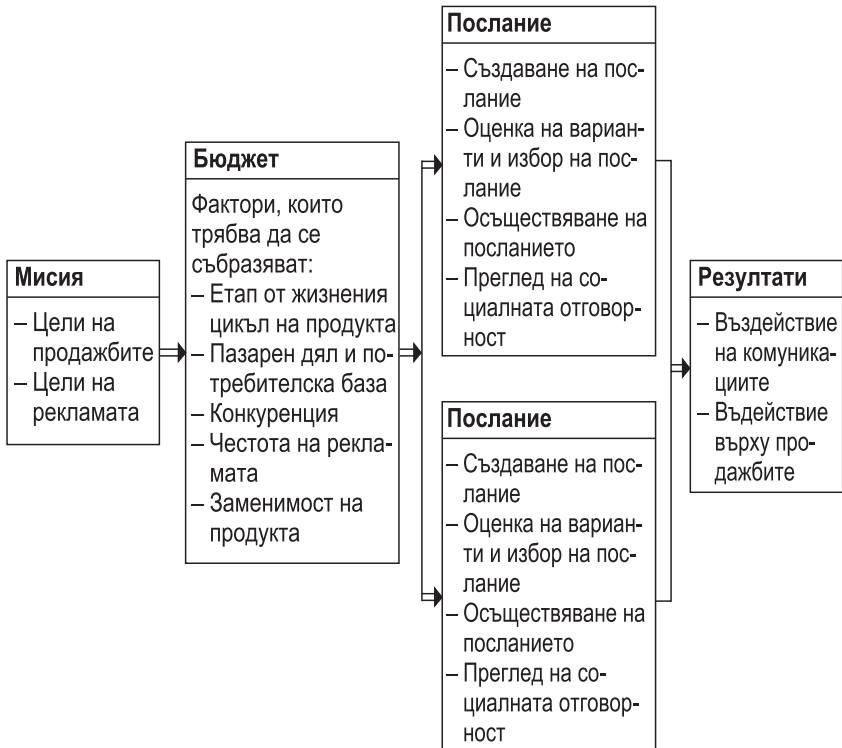 Мисия
– Цели на
продажбите
– Цели на
рекламата
Бюджет
Фактори, които
трябва да се
събразяват:
– Етап от жизнения
цикъл на продукта
– Пазарен дял и по-
требителска база
– Конкуренция
– Честота на рекла-
мата
– Заменимост на
продукта
Послание
– Създаване на пос-
лание
– Оценка на вариан-
ти и избор на пос-
лание
– Осъществяване на
посланието
– Преглед на со-
циалната отговор-
ност
Послание
– Създаване на пос-
лание
– Оценка на вариан-
ти и избор на пос-
лание
– Осъществяване на
посланието
– Преглед на со-
циалната отговор-
ност
Резултати
– Въздействие
на комуника-
циите
– Въдействие
върху про-
дажбите